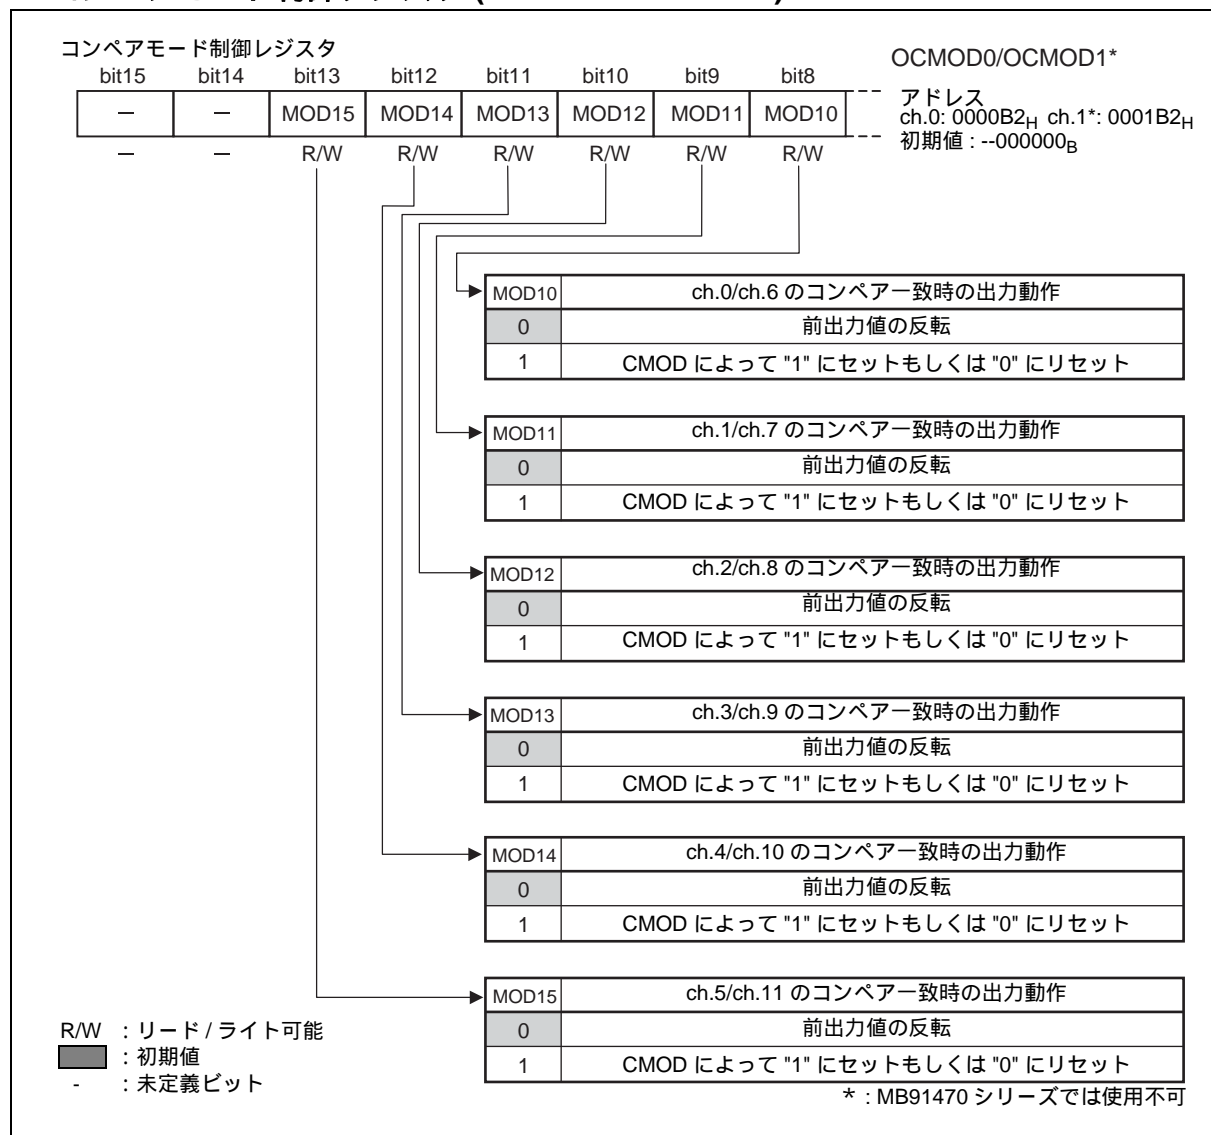 コンペアモード制御レジスタ
OCMOD0/OCMOD1*
bit15 bit14 bit13 bit12 bit11 bit10 bit9 bit8
— — MOD15 MOD14 MOD13 MOD12 MOD11 MOD10
アドレス
ch.0: 0000B2H ch.1*: 0001B2H
初期値 : --000000B
— — R/W R/W R/W R/W R/W R/W
MOD10 ch.0/ch.6 のコンペア一致時の出力動作
0 前出力値の反転
1 CMOD によって "1" にセットもしくは "0" にリセット
MOD11 ch.1/ch.7 のコンペア一致時の出力動作
0 前出力値の反転
1 CMOD によって "1" にセットもしくは "0" にリセット
MOD12 ch.2/ch.8 のコンペア一致時の出力動作
0 前出力値の反転
1 CMOD によって "1" にセットもしくは "0" にリセット
MOD13 ch.3/ch.9 のコンペア一致時の出力動作
0 前出力値の反転
1 CMOD によって "1" にセットもしくは "0" にリセット
MOD14 ch.4/ch.10 のコンペア一致時の出力動作
0 前出力値の反転
1 CMOD によって "1" にセットもしくは "0" にリセット
MOD15 ch.5/ch.11 のコンペア一致時の出力動作
0 前出力値の反転
1 CMOD によって "1" にセットもしくは "0" にリセット
R/W : リード / ライト可能
: 初期値
- : 未定義ビット
* : MB91470 シリーズでは使用不可